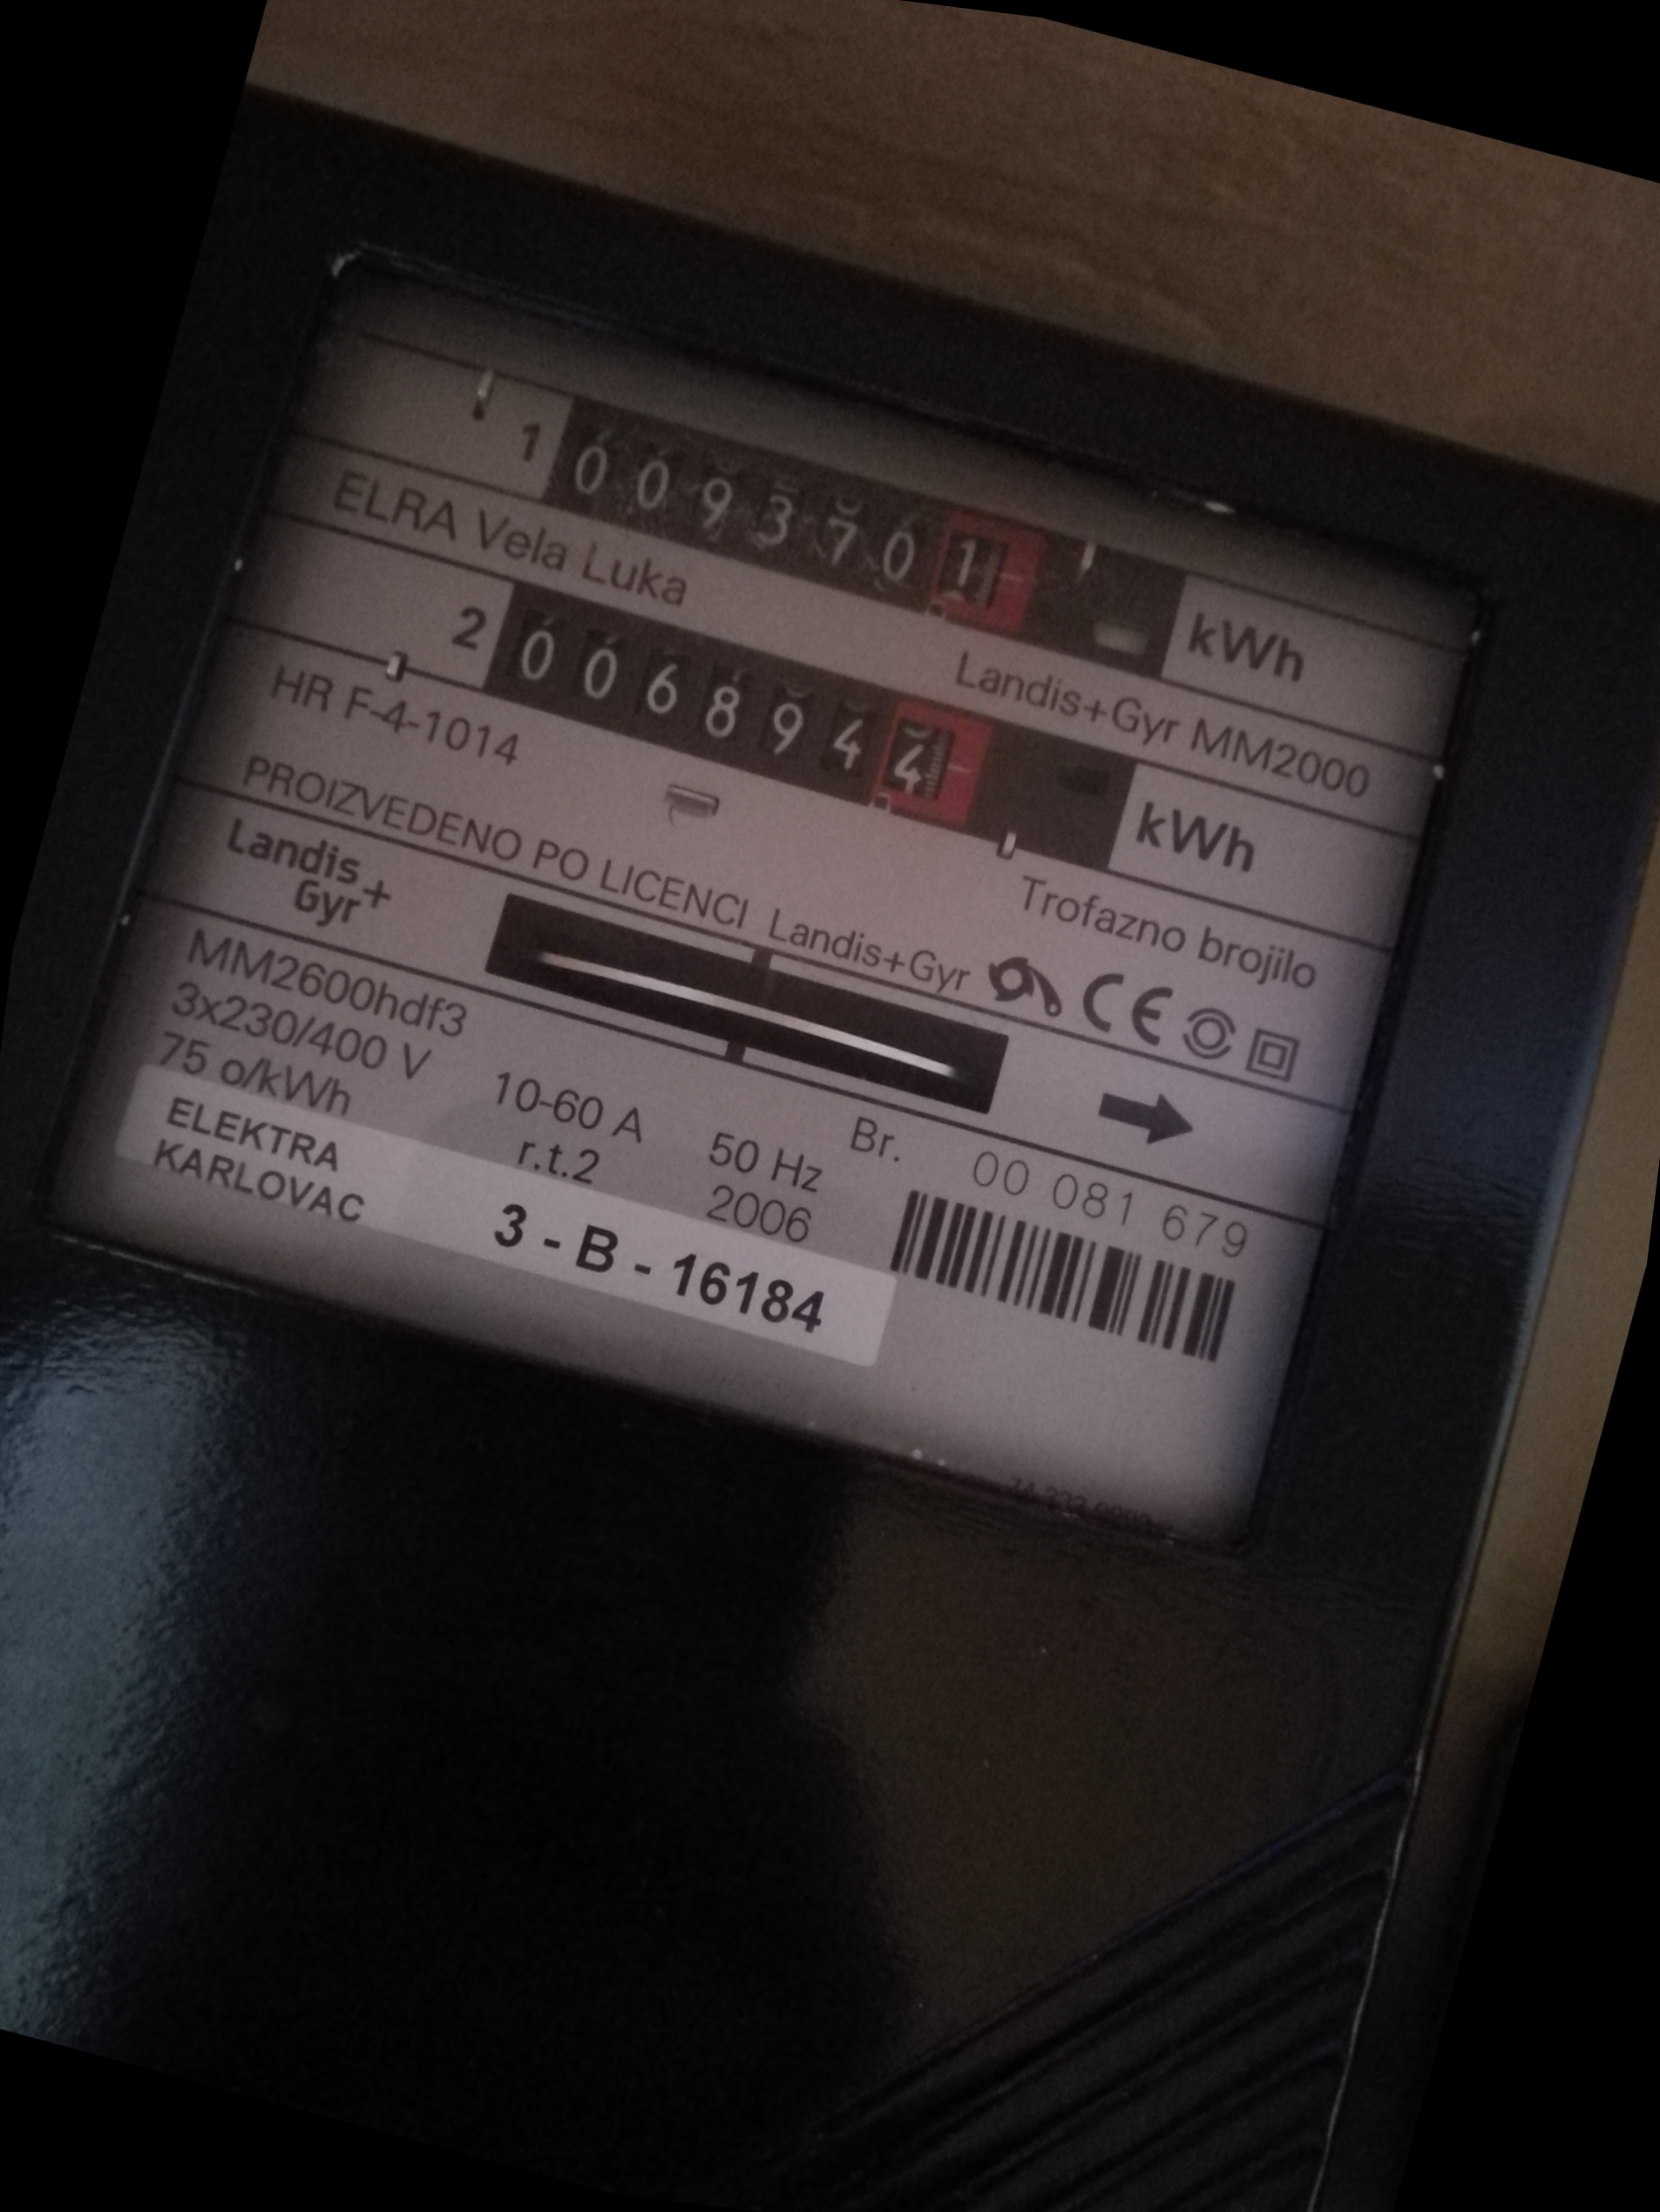 1 0093701 kWh
ELRA Vela Luka Landis+Gyr MM2000
2 0068944 kWh
HR F-4-1014 Trofazno brojilo
PROIZVEDENO PO LICENCI Landis+Gyr CE
Landis+
Gyr
MM2600hdf3
3x230/400 V 10-60 A 50 Hz Br. 00 081 679
75 o/kWh r.t.2 2006
ELEKTRA
KARLOVAC 3 - B - 16184